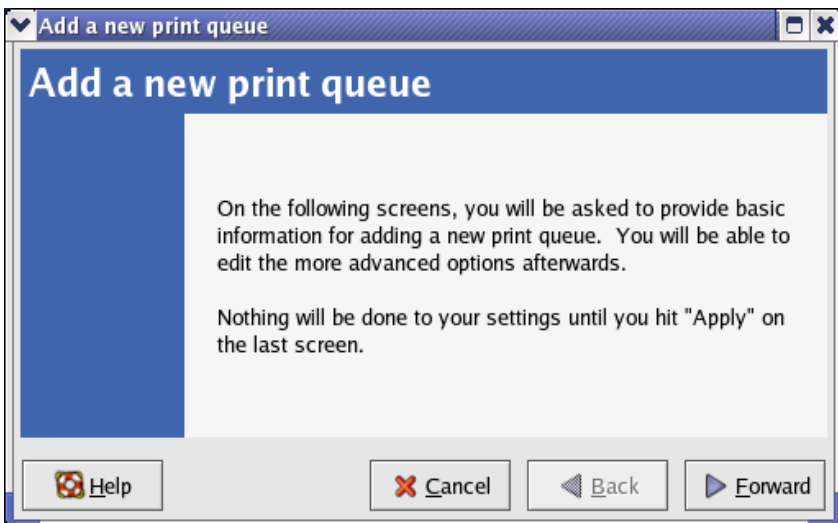 Add a new print queue
Add a new print queue
On the following screens, you will be asked to provide basic
information for adding a new print queue.  You will be able to
edit the more advanced options afterwards.
Nothing will be done to your settings until you hit "Apply" on
the last screen.
Help
Cancel
Back
Forward